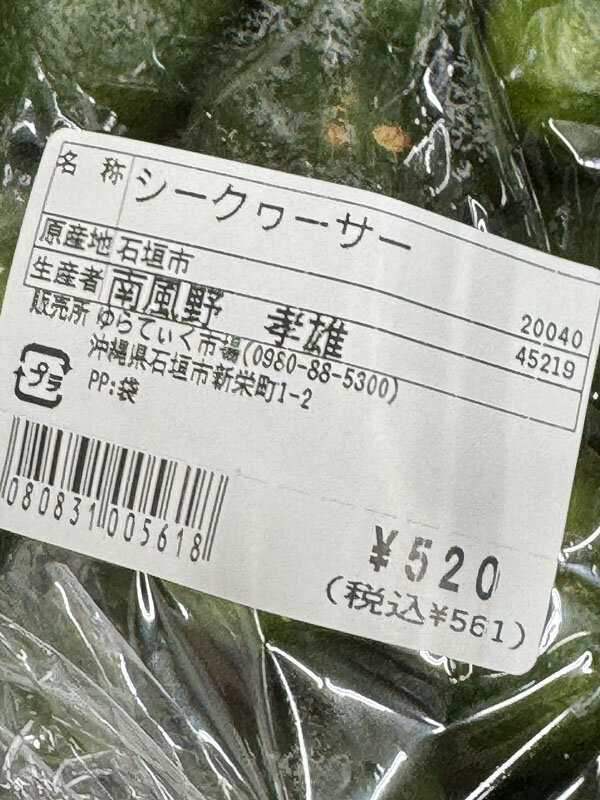 名 称 シークヮーサー
20040
原産地 石垣市
45219
生産者 南風野 孝雄
販売所 ゆらてぃく市場(0980-88-5300)
沖縄県石垣市新栄町1-2
プラ PP:袋
080831 005618
¥520
(税込¥561)